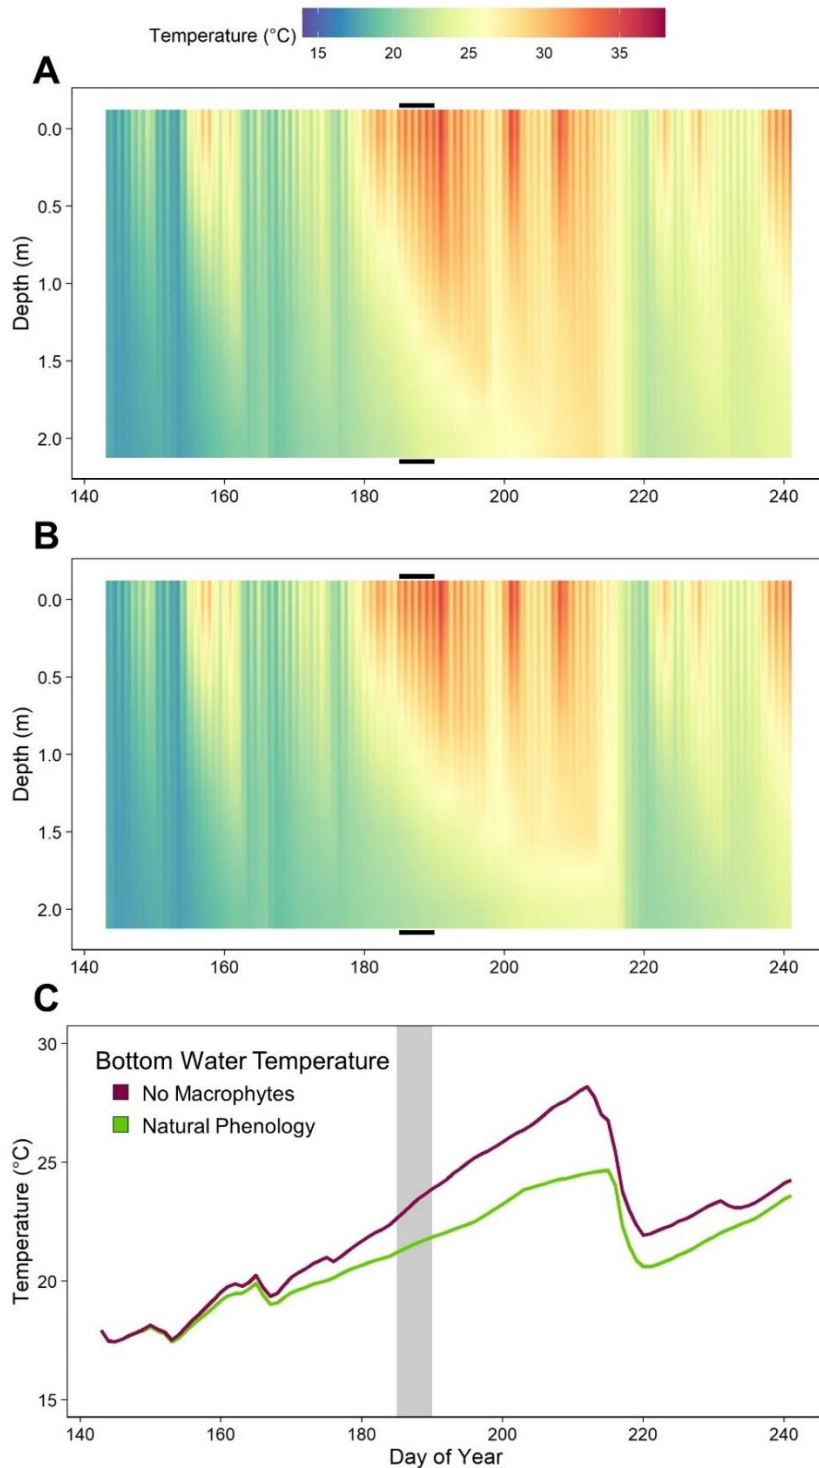 Temperature (°C)
15 20 25 30 35
A
Depth (m)
0.0
0.5
1.0
1.5
2.0
140 160 180 200 220 240
B
Depth (m)
0.0
0.5
1.0
1.5
2.0
140 160 180 200 220 240
C
Temperature (°C)
30
25
20
15
Bottom Water Temperature
No Macrophytes
Natural Phenology
140 160 180 200 220 240
Day of Year